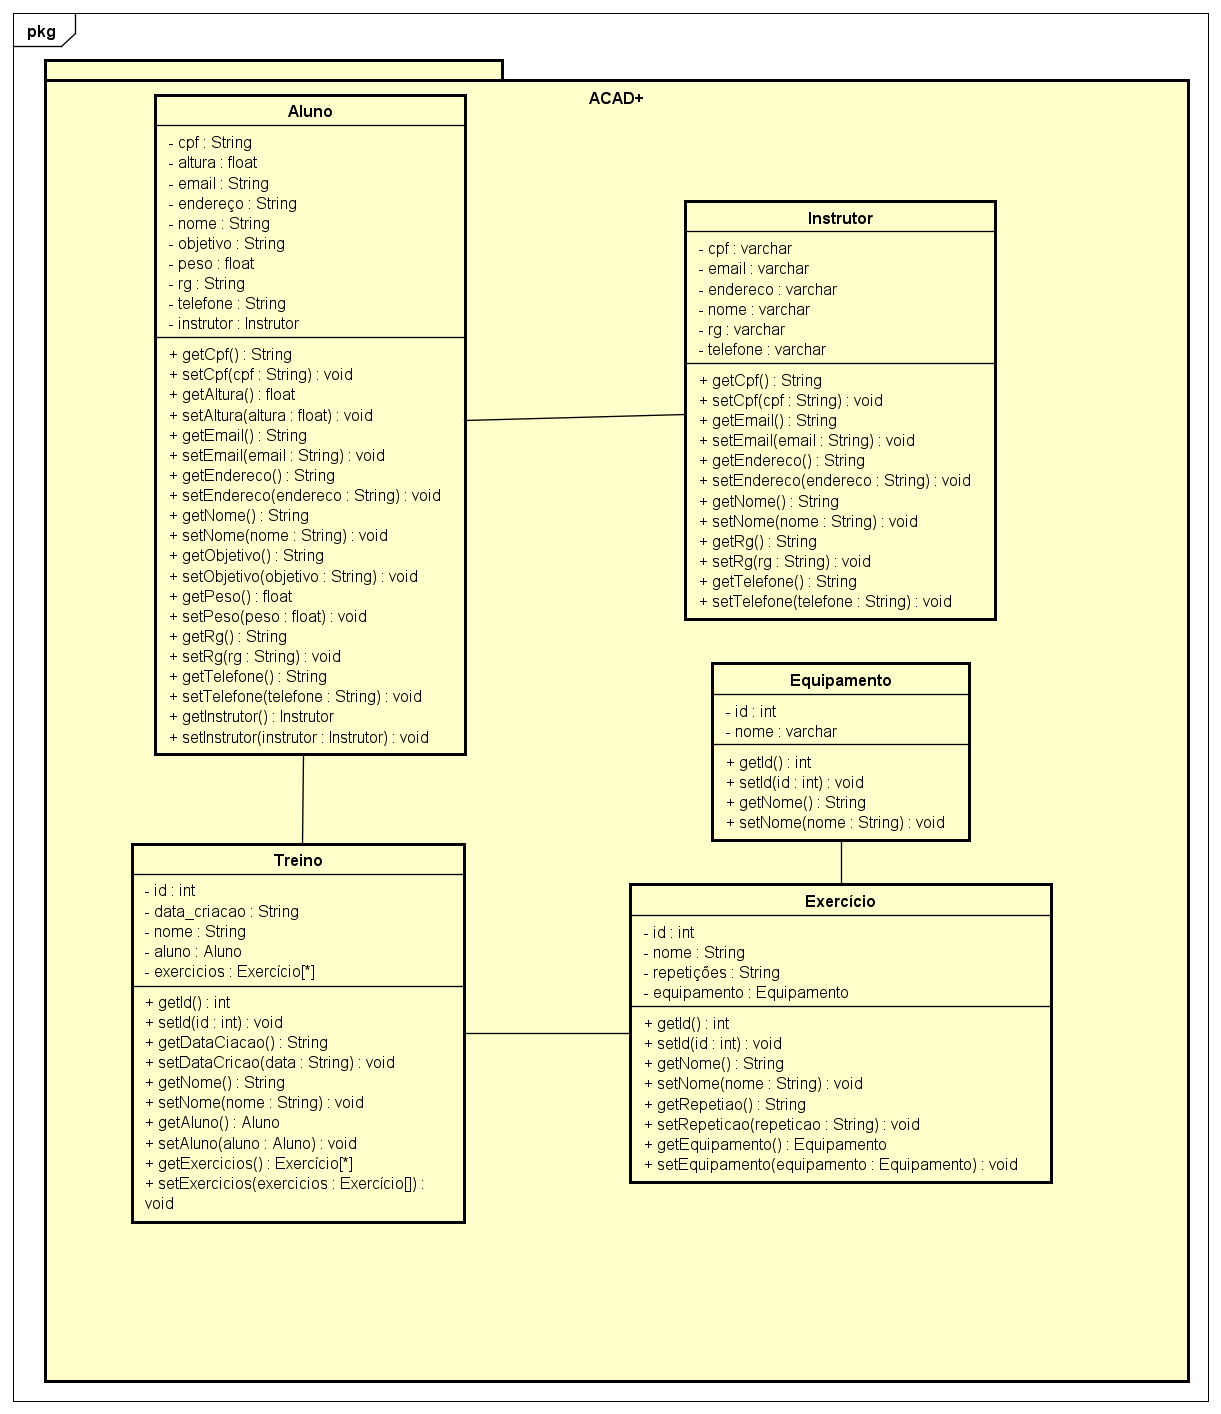 pkg
ACAD+
Aluno
- cpf : String
- altura : float
- email : String
- endereço : String
- nome : String
- objetivo : String
- peso : float
- rg : String
- telefone : String
- instrutor : Instrutor
+ getCpf() : String
+ setCpf(cpf : String) : void
+ getAltura() : float
+ setAltura(altura : float) : void
+ getEmail() : String
+ setEmail(email : String) : void
+ getEndereco() : String
+ setEndereco(endereco : String) : void
+ getNome() : String
+ setNome(nome : String) : void
+ getObjetivo() : String
+ setObjetivo(objetivo : String) : void
+ getPeso() : float
+ setPeso(peso : float) : void
+ getRg() : String
+ setRg(rg : String) : void
+ getTelefone() : String
+ setTelefone(telefone : String) : void
+ getInstrutor() : Instrutor
+ setInstrutor(instrutor : Instrutor) : void
Instrutor
- cpf : varchar
- email : varchar
- endereco : varchar
- nome : varchar
- rg : varchar
- telefone : varchar
+ getCpf() : String
+ setCpf(cpf : String) : void
+ getEmail() : String
+ setEmail(email : String) : void
+ getEndereco() : String
+ setEndereco(endereco : String) : void
+ getNome() : String
+ setNome(nome : String) : void
+ getRg() : String
+ setRg(rg : String) : void
+ getTelefone() : String
+ setTelefone(telefone : String) : void
Equipamento
- id : int
- nome : varchar
+ getId() : int
+ setId(id : int) : void
+ getNome() : String
+ setNome(nome : String) : void
Treino
- id : int
- data_criacao : String
- nome : String
- aluno : Aluno
- exercicios : Exercício[*]
+ getId() : int
+ setId(id : int) : void
+ getDataCiacao() : String
+ setDataCricao(data : String) : void
+ getNome() : String
+ setNome(nome : String) : void
+ getAluno() : Aluno
+ setAluno(aluno : Aluno) : void
+ getExercicios() : Exercício[*]
+ setExercicios(exercicios : Exercício[]) :
void
Exercício
- id : int
- nome : String
- repetições : String
- equipamento : Equipamento
+ getId() : int
+ setId(id : int) : void
+ getNome() : String
+ setNome(nome : String) : void
+ getRepetiao() : String
+ setRepeticao(repeticao : String) : void
+ getEquipamento() : Equipamento
+ setEquipamento(equipamento : Equipamento) : void